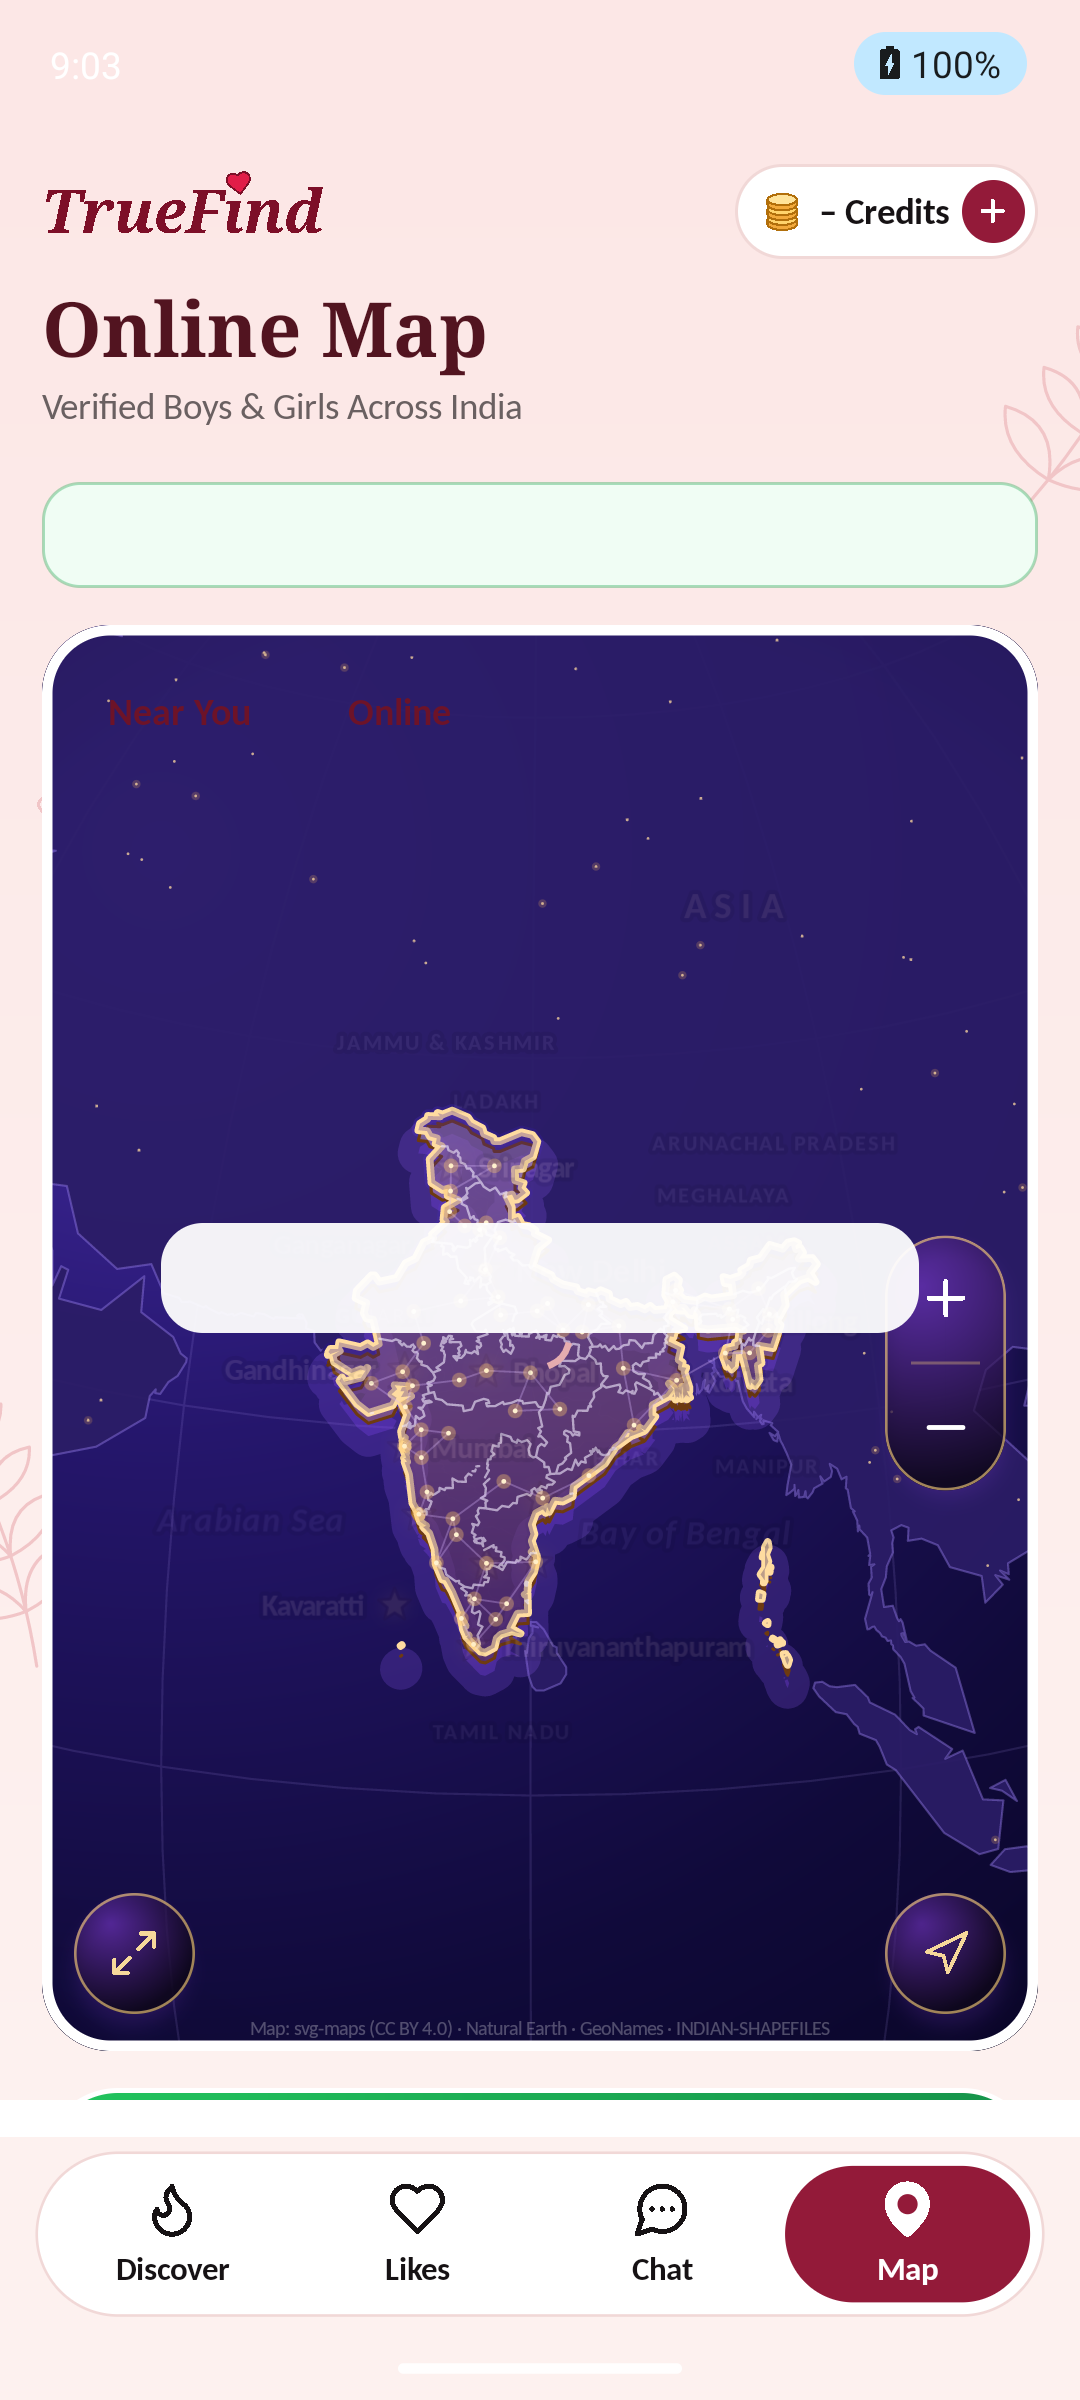 9:03
100%
TrueFind
– Credits
Online Map
Verified Boys & Girls Across India
Near You
Online
ASIA
JAMMU & KASHMIR
LADAKH
ARUNACHAL PRADESH
Srinagar
MEGHALAYA
Delhi
Bhopal
Mumbai
MANIPUR
Arabian Sea
Bay of Bengal
Kavaratti
Thiruvananthapuram
TAMIL NADU
Map: svg-maps (CC BY 4.0) · Natural Earth · GeoNames · INDIAN-SHAPEFILES
Discover
Likes
Chat
Map